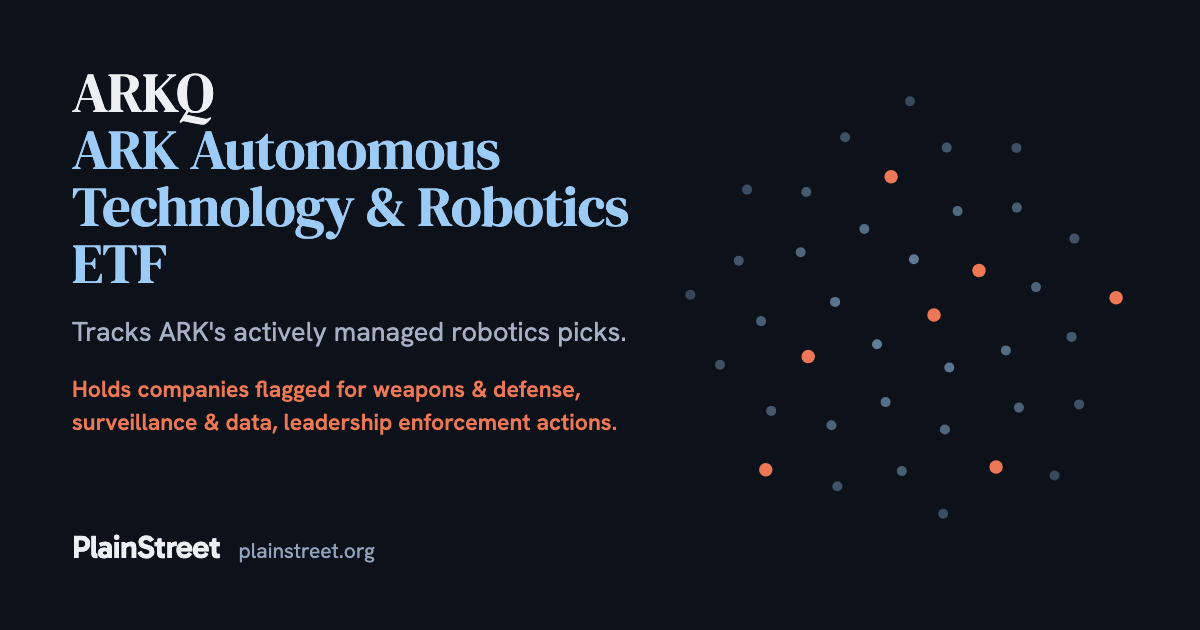 ARKQ
ARK Autonomous
Technology & Robotics
ETF
Tracks ARK's actively managed robotics picks.
Holds companies flagged for weapons & defense,
surveillance & data, leadership enforcement actions.
PlainStreet plainstreet.org